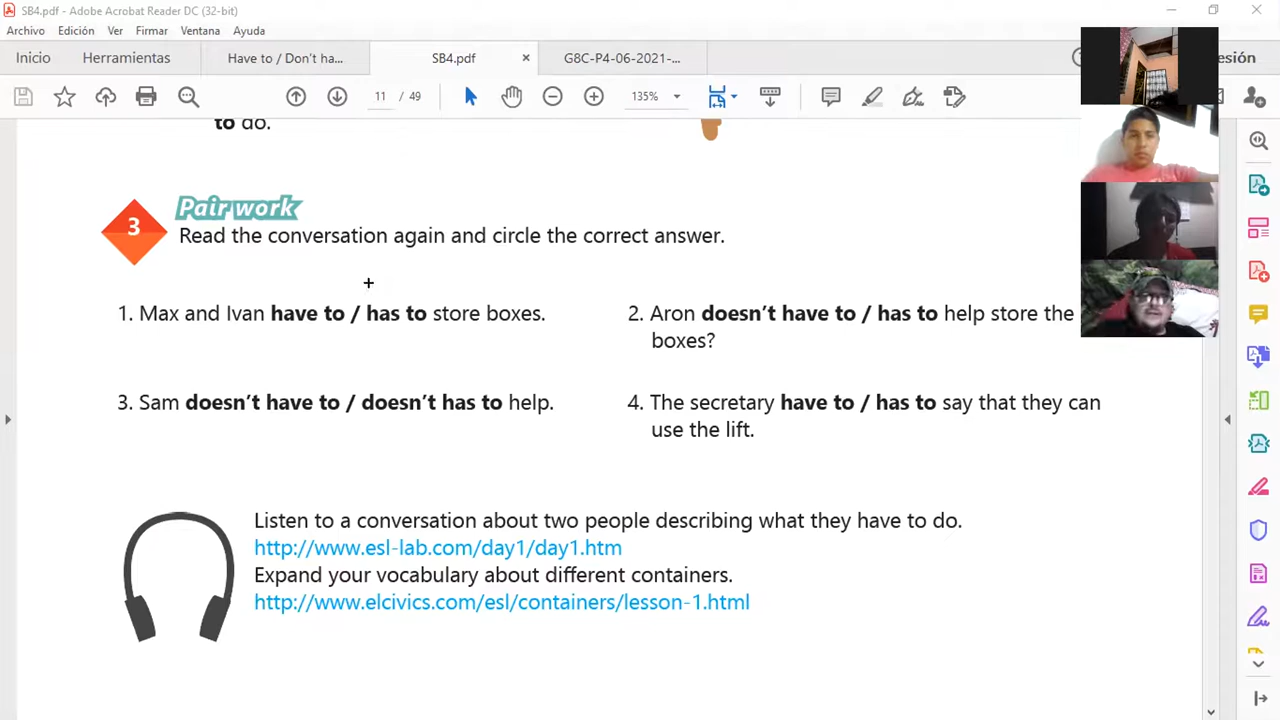 SB4.pdf - Adobe Acrobat Reader DC (32-bit)
Archivo Edición Ver Firmar Ventana Ayuda
Inicio Herramientas Have to / Don't ha... SB4.pdf × G8C-P4-06-2021-... esión
11 / 49 135%
to do.
3 Pair work
Read the conversation again and circle the correct answer.
1. Max and Ivan have to / has to store boxes.
2. Aron doesn't have to / has to help store the
boxes?
3. Sam doesn't have to / doesn't has to help.
4. The secretary have to / has to say that they can
use the lift.
Listen to a conversation about two people describing what they have to do.
http://www.esl-lab.com/day1/day1.htm
Expand your vocabulary about different containers.
http://www.elcivics.com/esl/containers/lesson-1.html